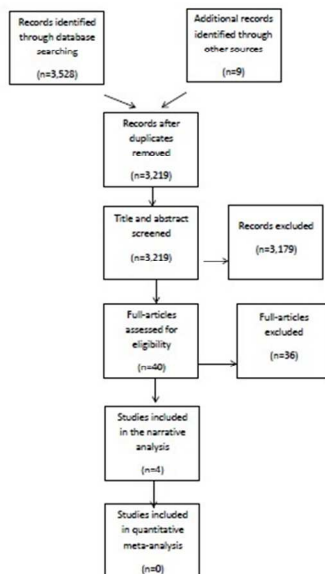 Records identified
through database
searching
(n=3,528)
Additional records
identified through
other sources
(n=9)
Records after
duplicates
removed
(n=3,219)
Title and abstract
screened
(n=3,219)
Records excluded
(n=3,179)
Full-articles
assessed for
eligibility
(n=40)
Full-articles
excluded
(n=36)
Studies included
in the narrative
analysis
(n=4)
Studies included
in quantitative
meta-analysis
(n=0)